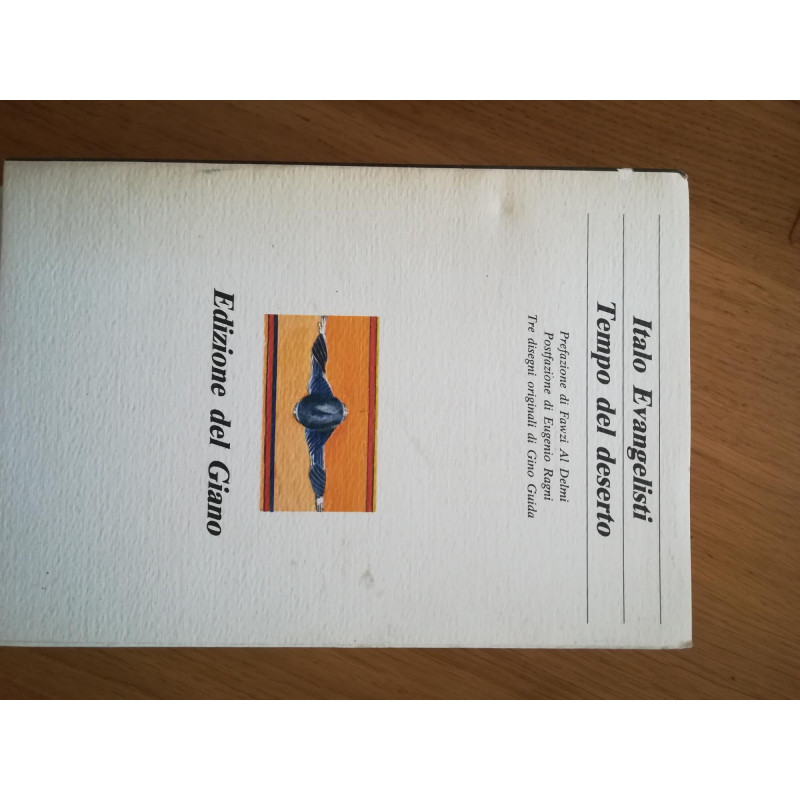 Italo Evangelisti
Tempo del deserto
Prefazione di Fawzi Al Delmi
Postfazione di Eugenio Ragni
Tre disegni originali di Gino Guida
Edizione del Giano